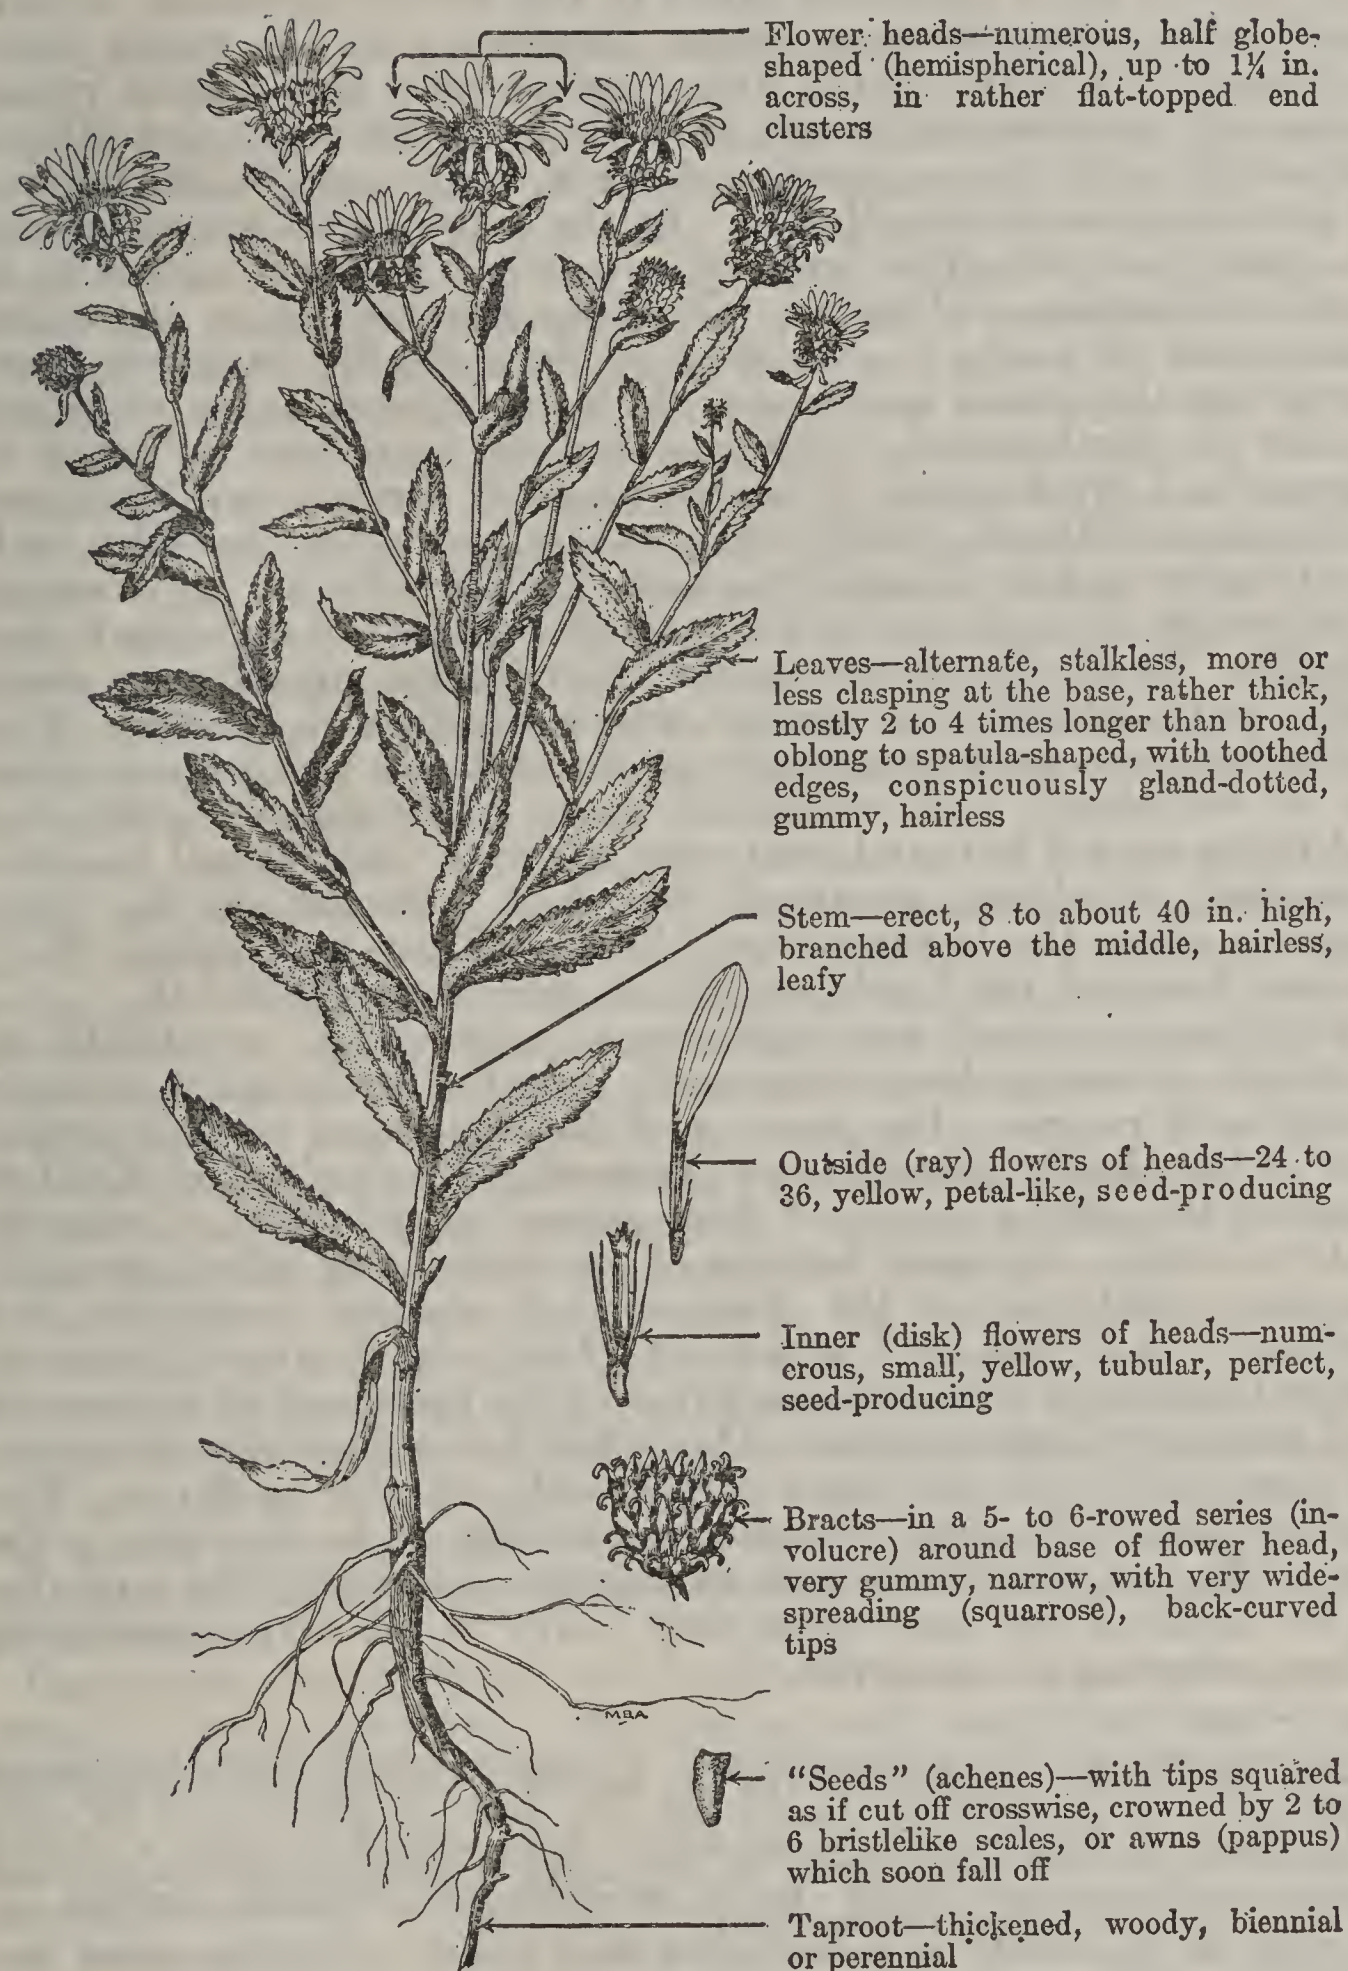 Flower heads—numerous, half globe-
shaped (hemispherical), up to 1¼ in.
across, in rather flat-topped end
clusters
Leaves—alternate, stalkless, more or
less clasping at the base, rather thick,
mostly 2 to 4 times longer than broad,
oblong to spatula-shaped, with toothed
edges, conspicuously gland-dotted,
gummy, hairless
Stem—erect, 8 to about 40 in. high,
branched above the middle, hairless,
leafy
Outside (ray) flowers of heads—24 to
36, yellow, petal-like, seed-producing
Inner (disk) flowers of heads—num-
erous, small, yellow, tubular, perfect,
seed-producing
Bracts—in a 5- to 6-rowed series (in-
volucre) around base of flower head,
very gummy, narrow, with very wide-
spreading (squarrose), back-curved
tips
MBA
"Seeds" (achenes)—with tips squared
as if cut off crosswise, crowned by 2 to
6 bristlelike scales, or awns (pappus)
which soon fall off
Taproot—thickened, woody, biennial
or perennial